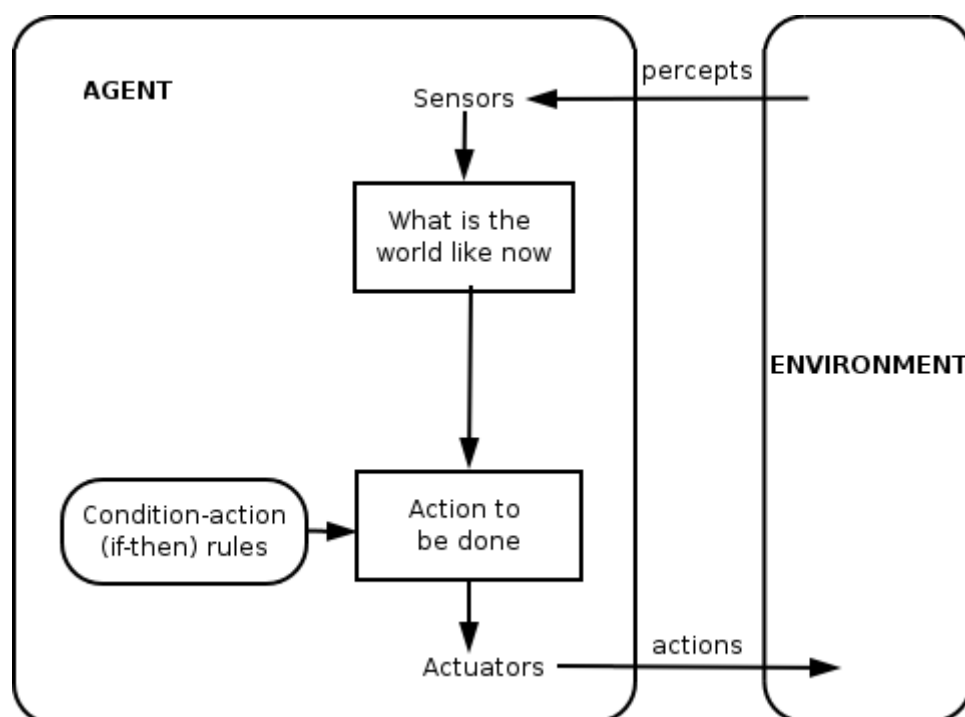 AGENT
percepts
Sensors
What is the
world like now
ENVIRONMENT
Condition-action
(if-then) rules
Action to
be done
actions
Actuators